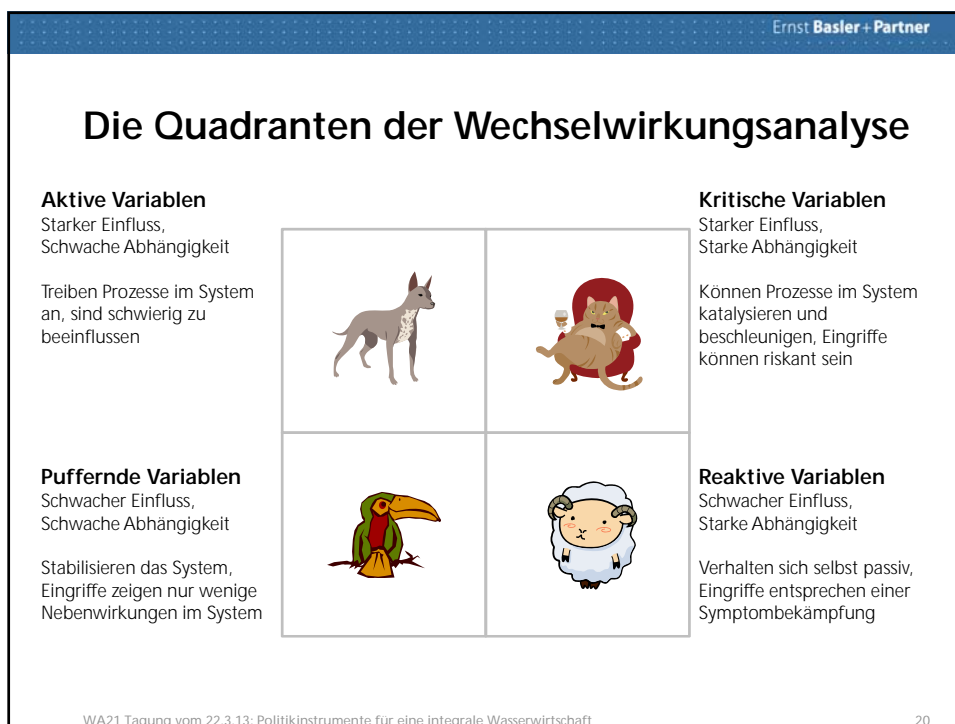 Ernst Basler+Partner
Die Quadranten der Wechselwirkungsanalyse
Aktive Variablen
Starker Einfluss,
Schwache Abhängigkeit
Treiben Prozesse im System
an, sind schwierig zu
beeinflussen
Kritische Variablen
Starker Einfluss,
Starke Abhängigkeit
Können Prozesse im System
katalysieren und
beschleunigen, Eingriffe
können riskant sein
Puffernde Variablen
Schwacher Einfluss,
Schwache Abhängigkeit
Stabilisieren das System,
Eingriffe zeigen nur wenige
Nebenwirkungen im System
Reaktive Variablen
Schwacher Einfluss,
Starke Abhängigkeit
Verhalten sich selbst passiv,
Eingriffe entsprechen einer
Symptombekämpfung
WA21 Tagung vom 22.3.13: Politikinstrumente für eine integrale Wasserwirtschaft 20